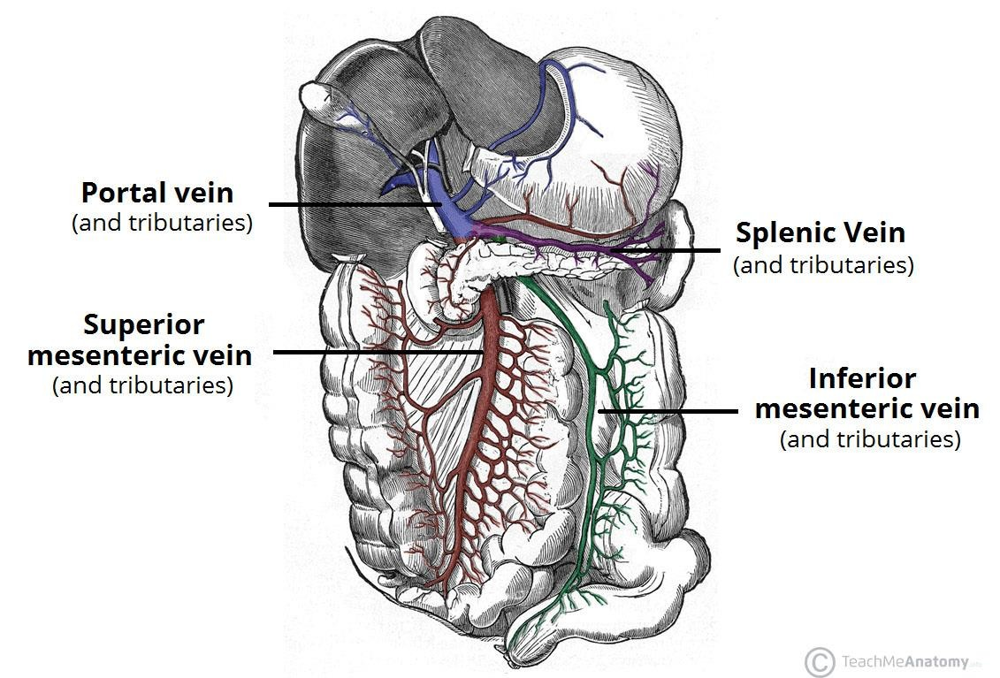 Portal vein
(and tributaries)
Splenic Vein
(and tributaries)
Superior
mesenteric vein
(and tributaries)
Inferior
mesenteric vein
(and tributaries)
© TeachMeAnatomy.info